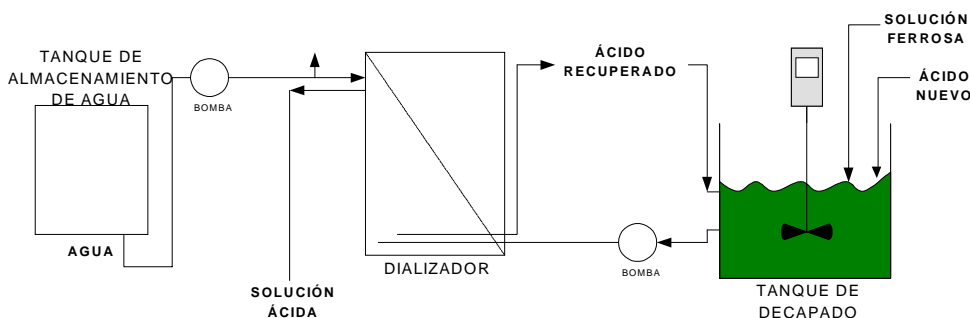 TANQUE DE
ALMACENAMIENTO
DE AGUA
AGUA
BOMBA
SOLUCIÓN
ÁCIDA
DIALIZADOR
ÁCIDO
RECUPERADO
BOMBA
SOLUCIÓN
FERROSA
ÁCIDO
NUEVO
TANQUE DE
DECAPADO